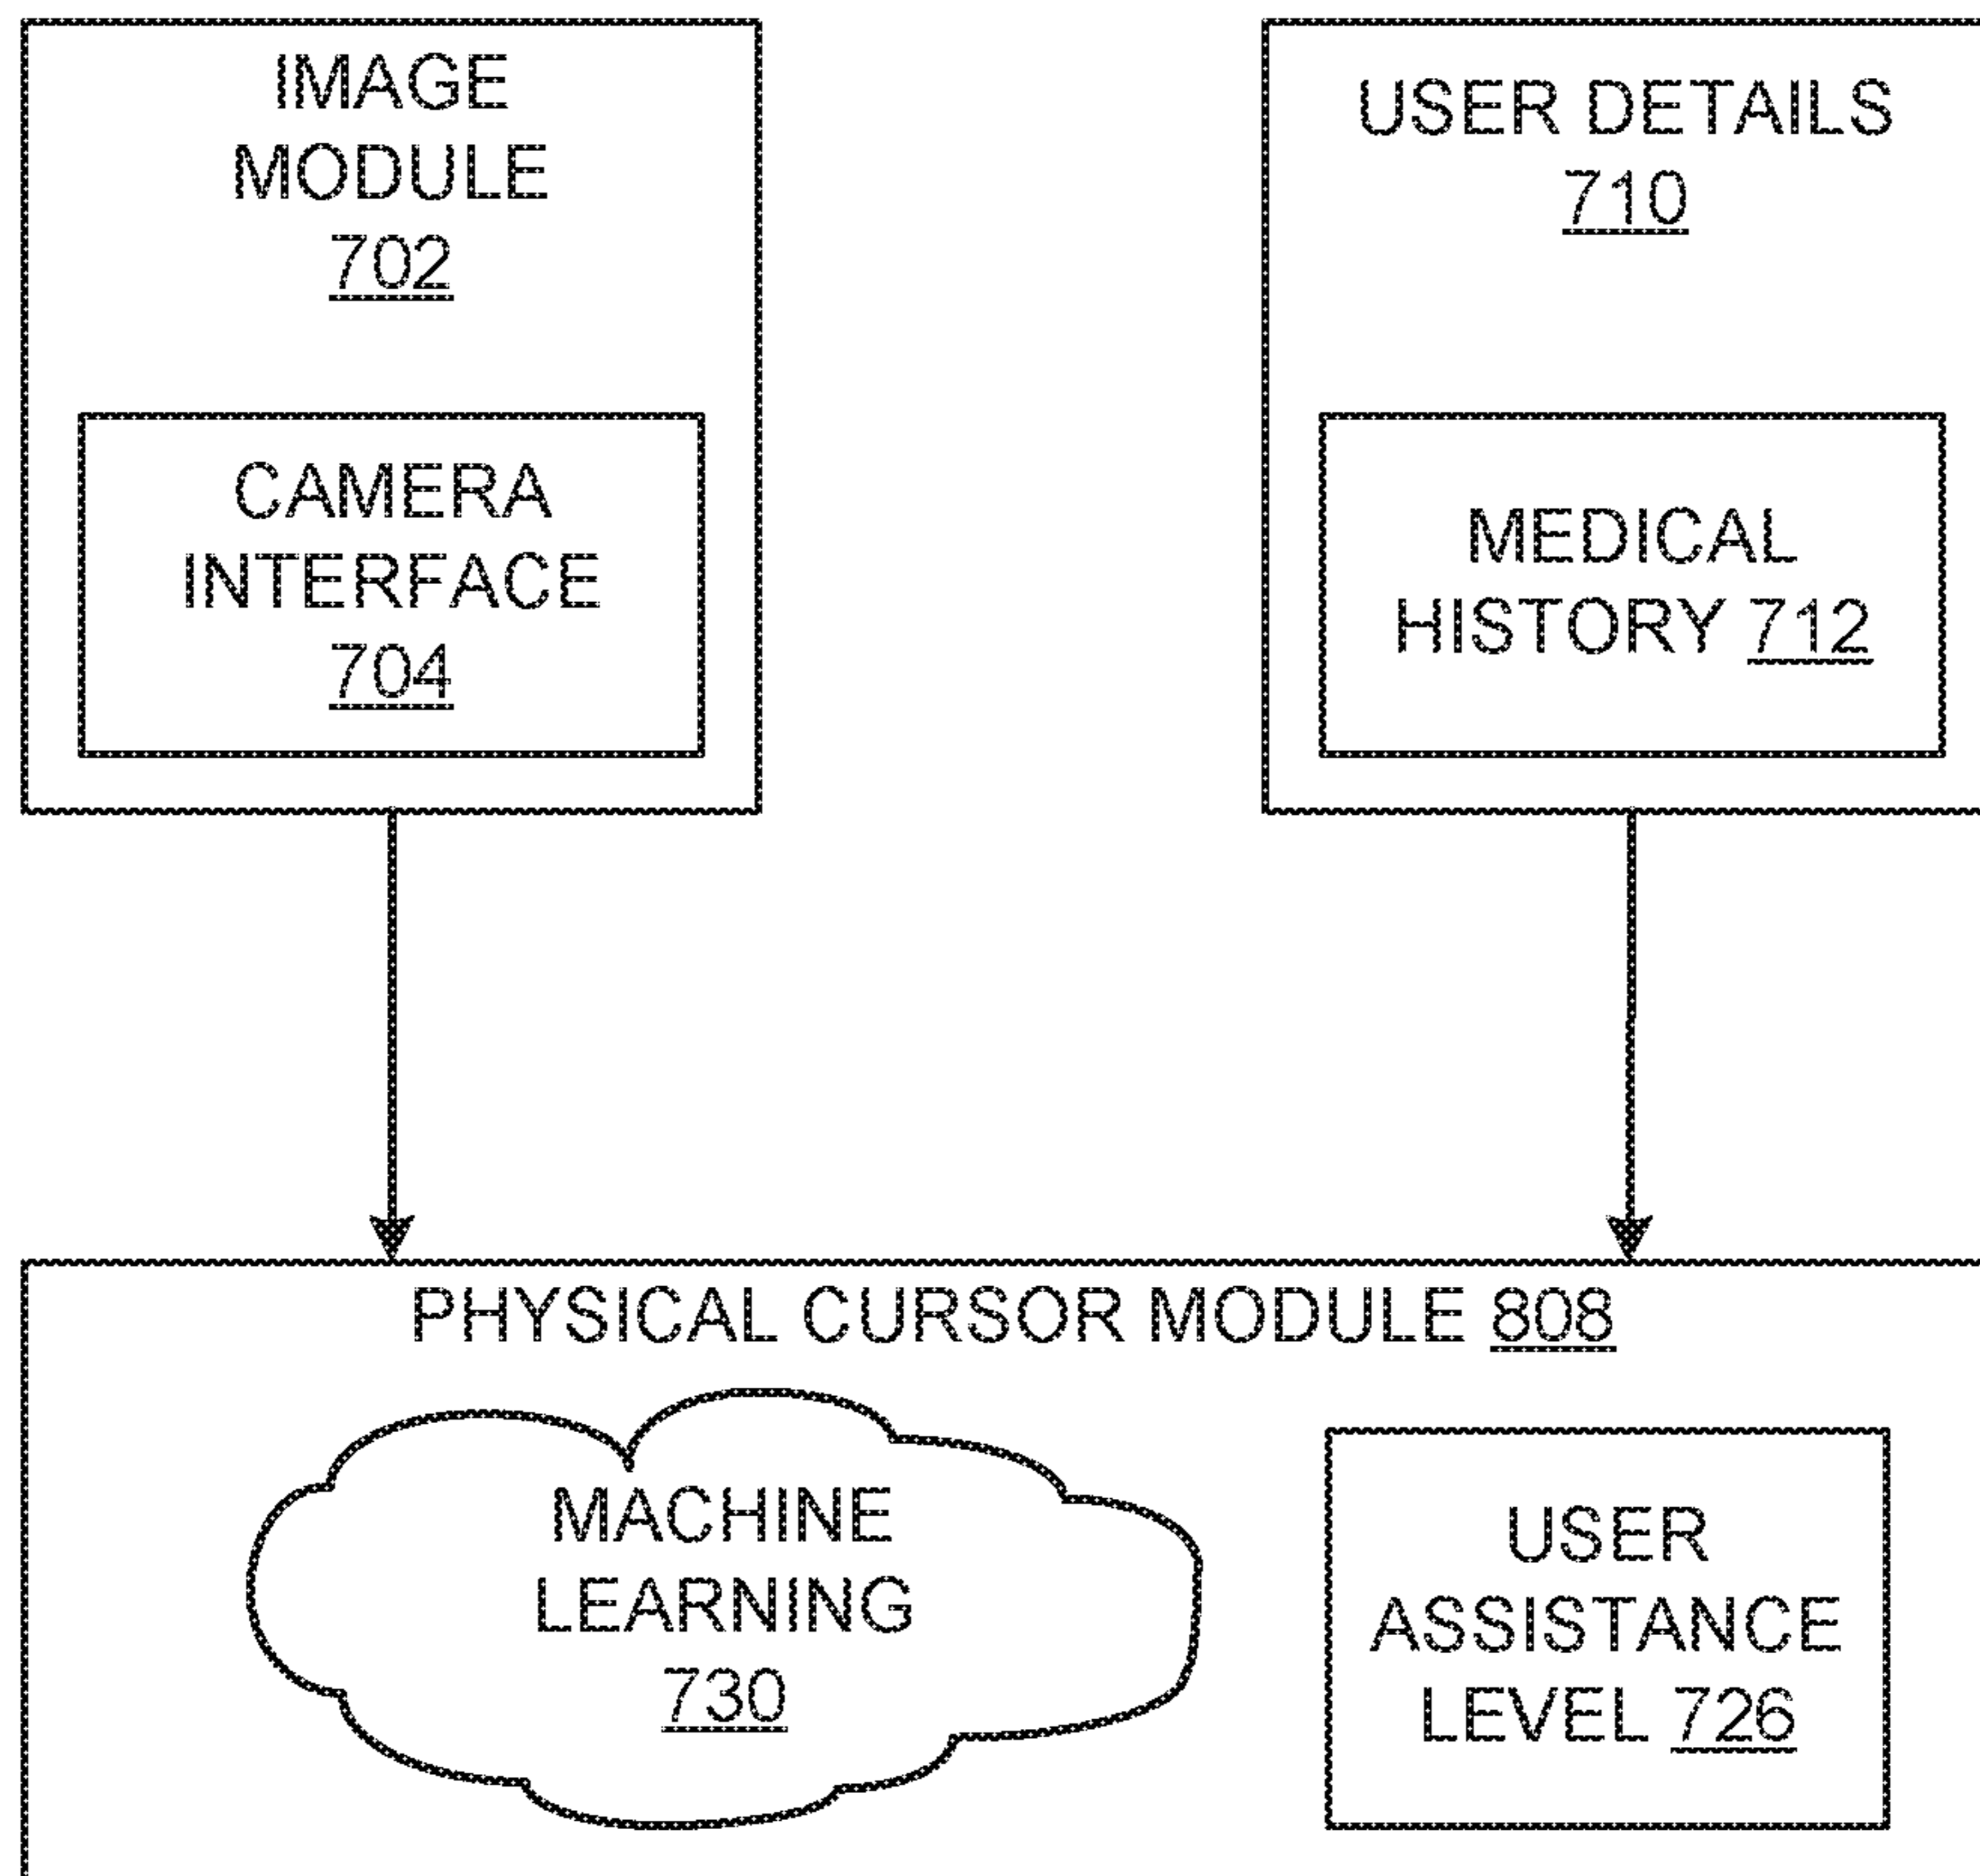 IMAGE
MODULE
702
CAMERA
INTERFACE
704
USER DETAILS
710
MEDICAL
HISTORY 712
PHYSICAL CURSOR MODULE 808
MACHINE
LEARNING
730
USER
ASSISTANCE
LEVEL 726